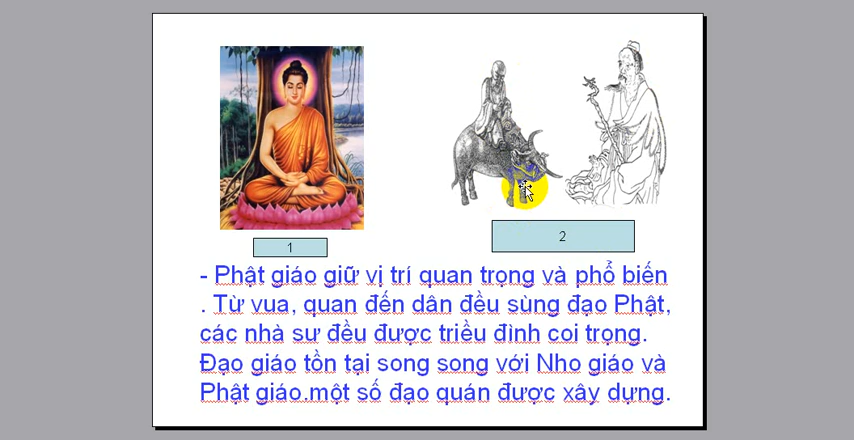 1
2
- Phật giáo giữ vị trí quan trọng và phổ biến
. Từ vua, quan đến dân đều sùng đạo Phật,
các nhà sư đều được triều đình coi trọng.
Đạo giáo tồn tại song song với Nho giáo và
Phật giáo.một số đạo quán được xây dựng.